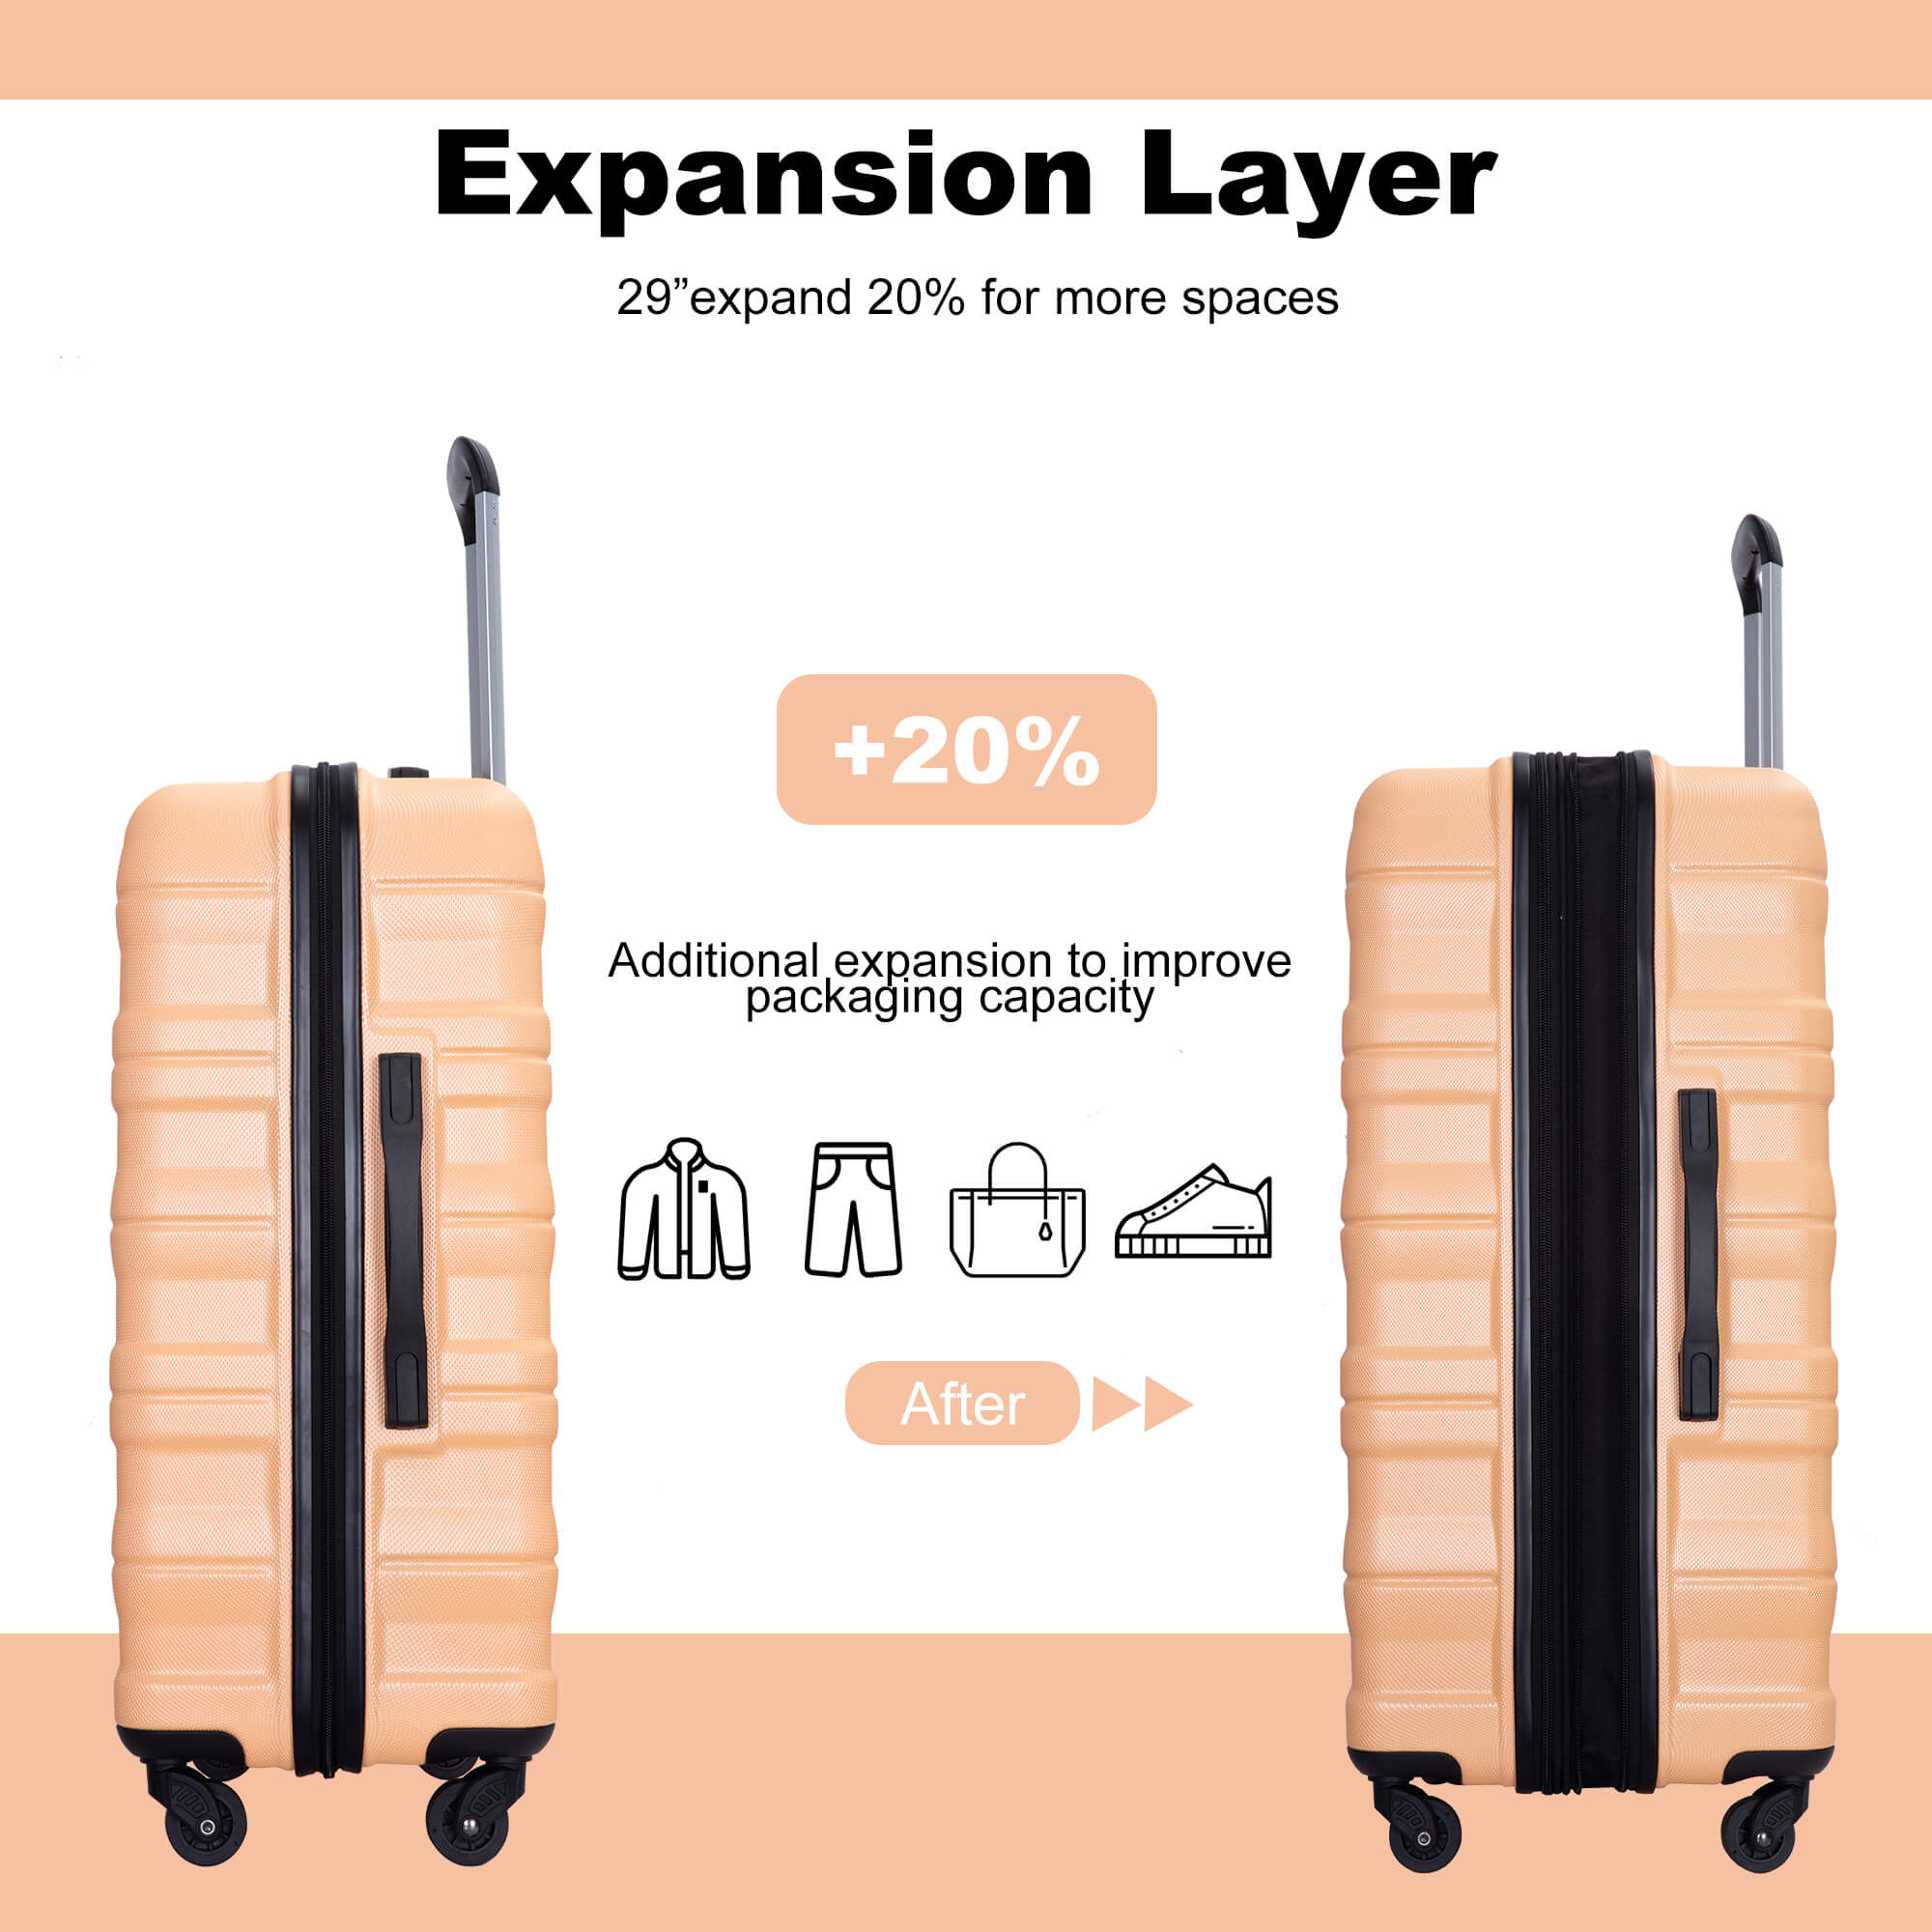 Expansion Layer
29”expand 20% for more spaces
+20%
Additional expansion to improve
packaging capacity
After